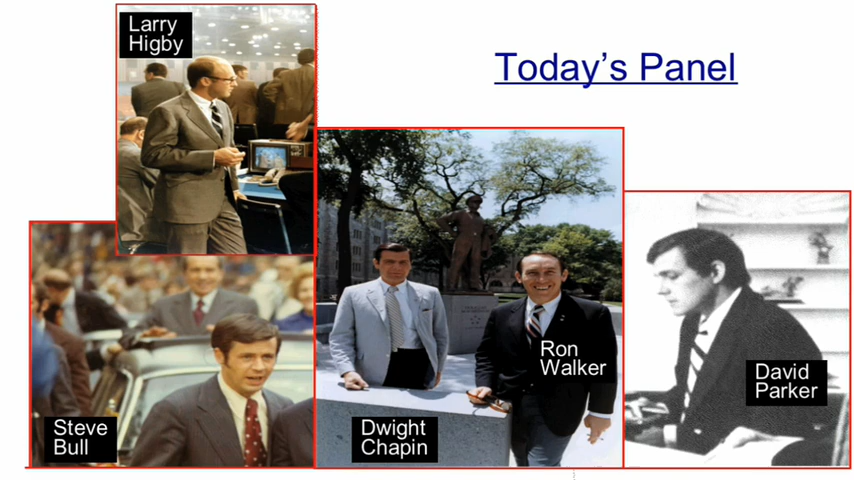 Larry
Higby
Today's Panel
Ron
Walker
David
Parker
Steve
Bull
Dwight
Chapin